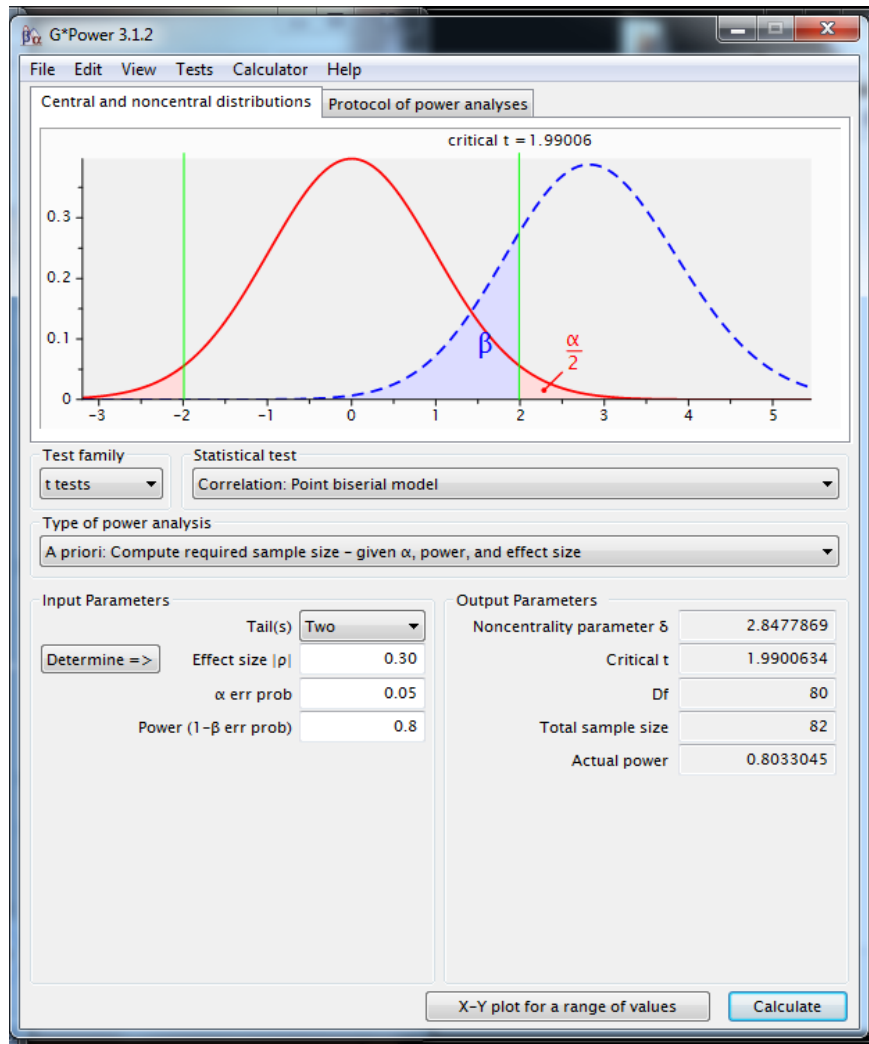 βα G*Power 3.1.2
File Edit View Tests Calculator Help
Central and noncentral distributions Protocol of power analyses
critical t = 1.99006
0.3
0.2
0.1
0
β
α
2
-3 -2 -1 0 1 2 3 4 5
Test family Statistical test
t tests Correlation: Point biserial model
Type of power analysis
A priori: Compute required sample size – given α, power, and effect size
Input Parameters Output Parameters
Tail(s) Two Noncentrality parameter δ 2.8477869
Determine => Effect size |ρ| 0.30 Critical t 1.9900634
α err prob 0.05 Df 80
Power (1-β err prob) 0.8 Total sample size 82
Actual power 0.8033045
X-Y plot for a range of values Calculate